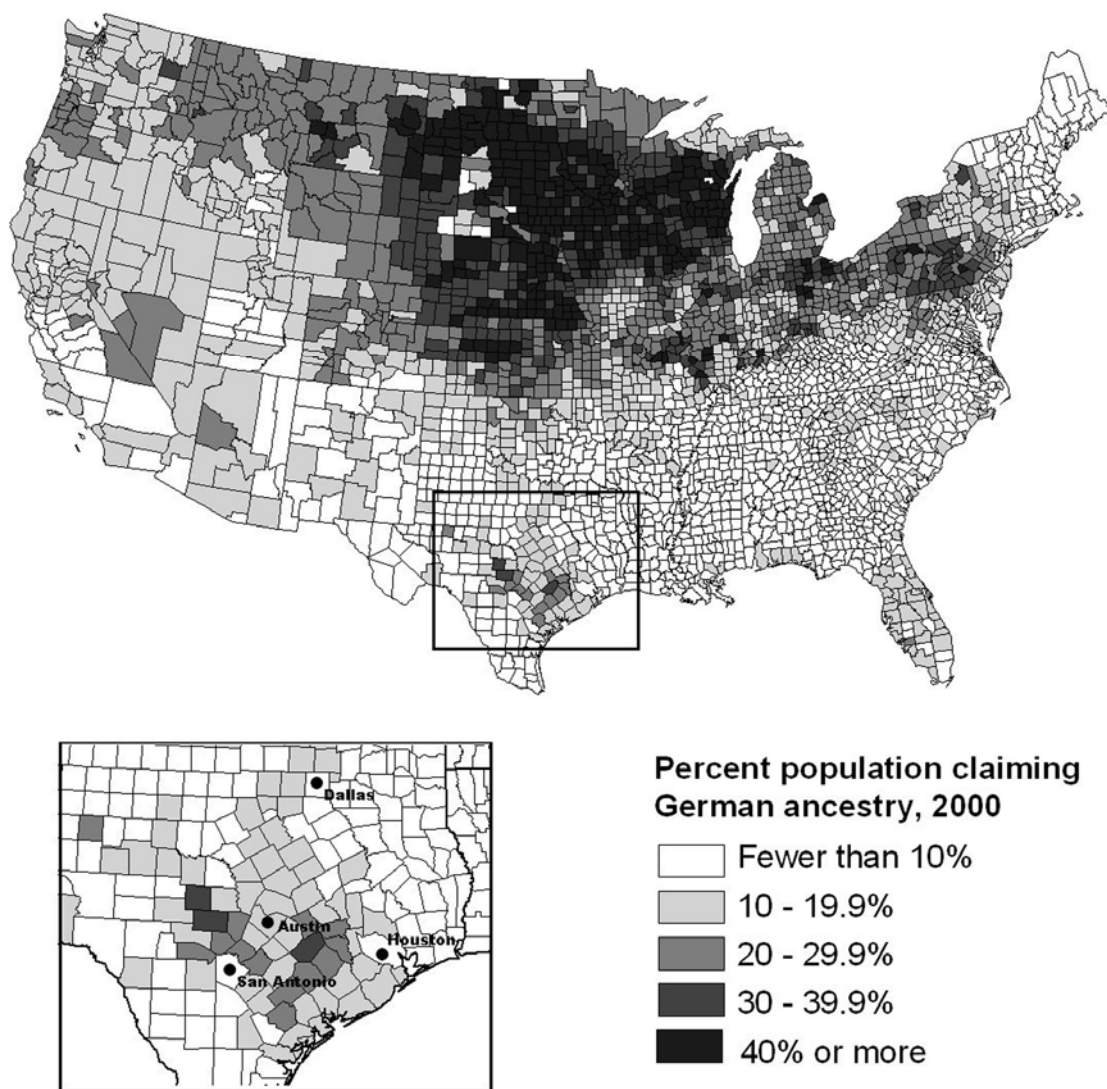 Dallas
Austin
Houston
San Antonio
Percent population claiming
German ancestry, 2000
Fewer than 10%
10 - 19.9%
20 - 29.9%
30 - 39.9%
40% or more